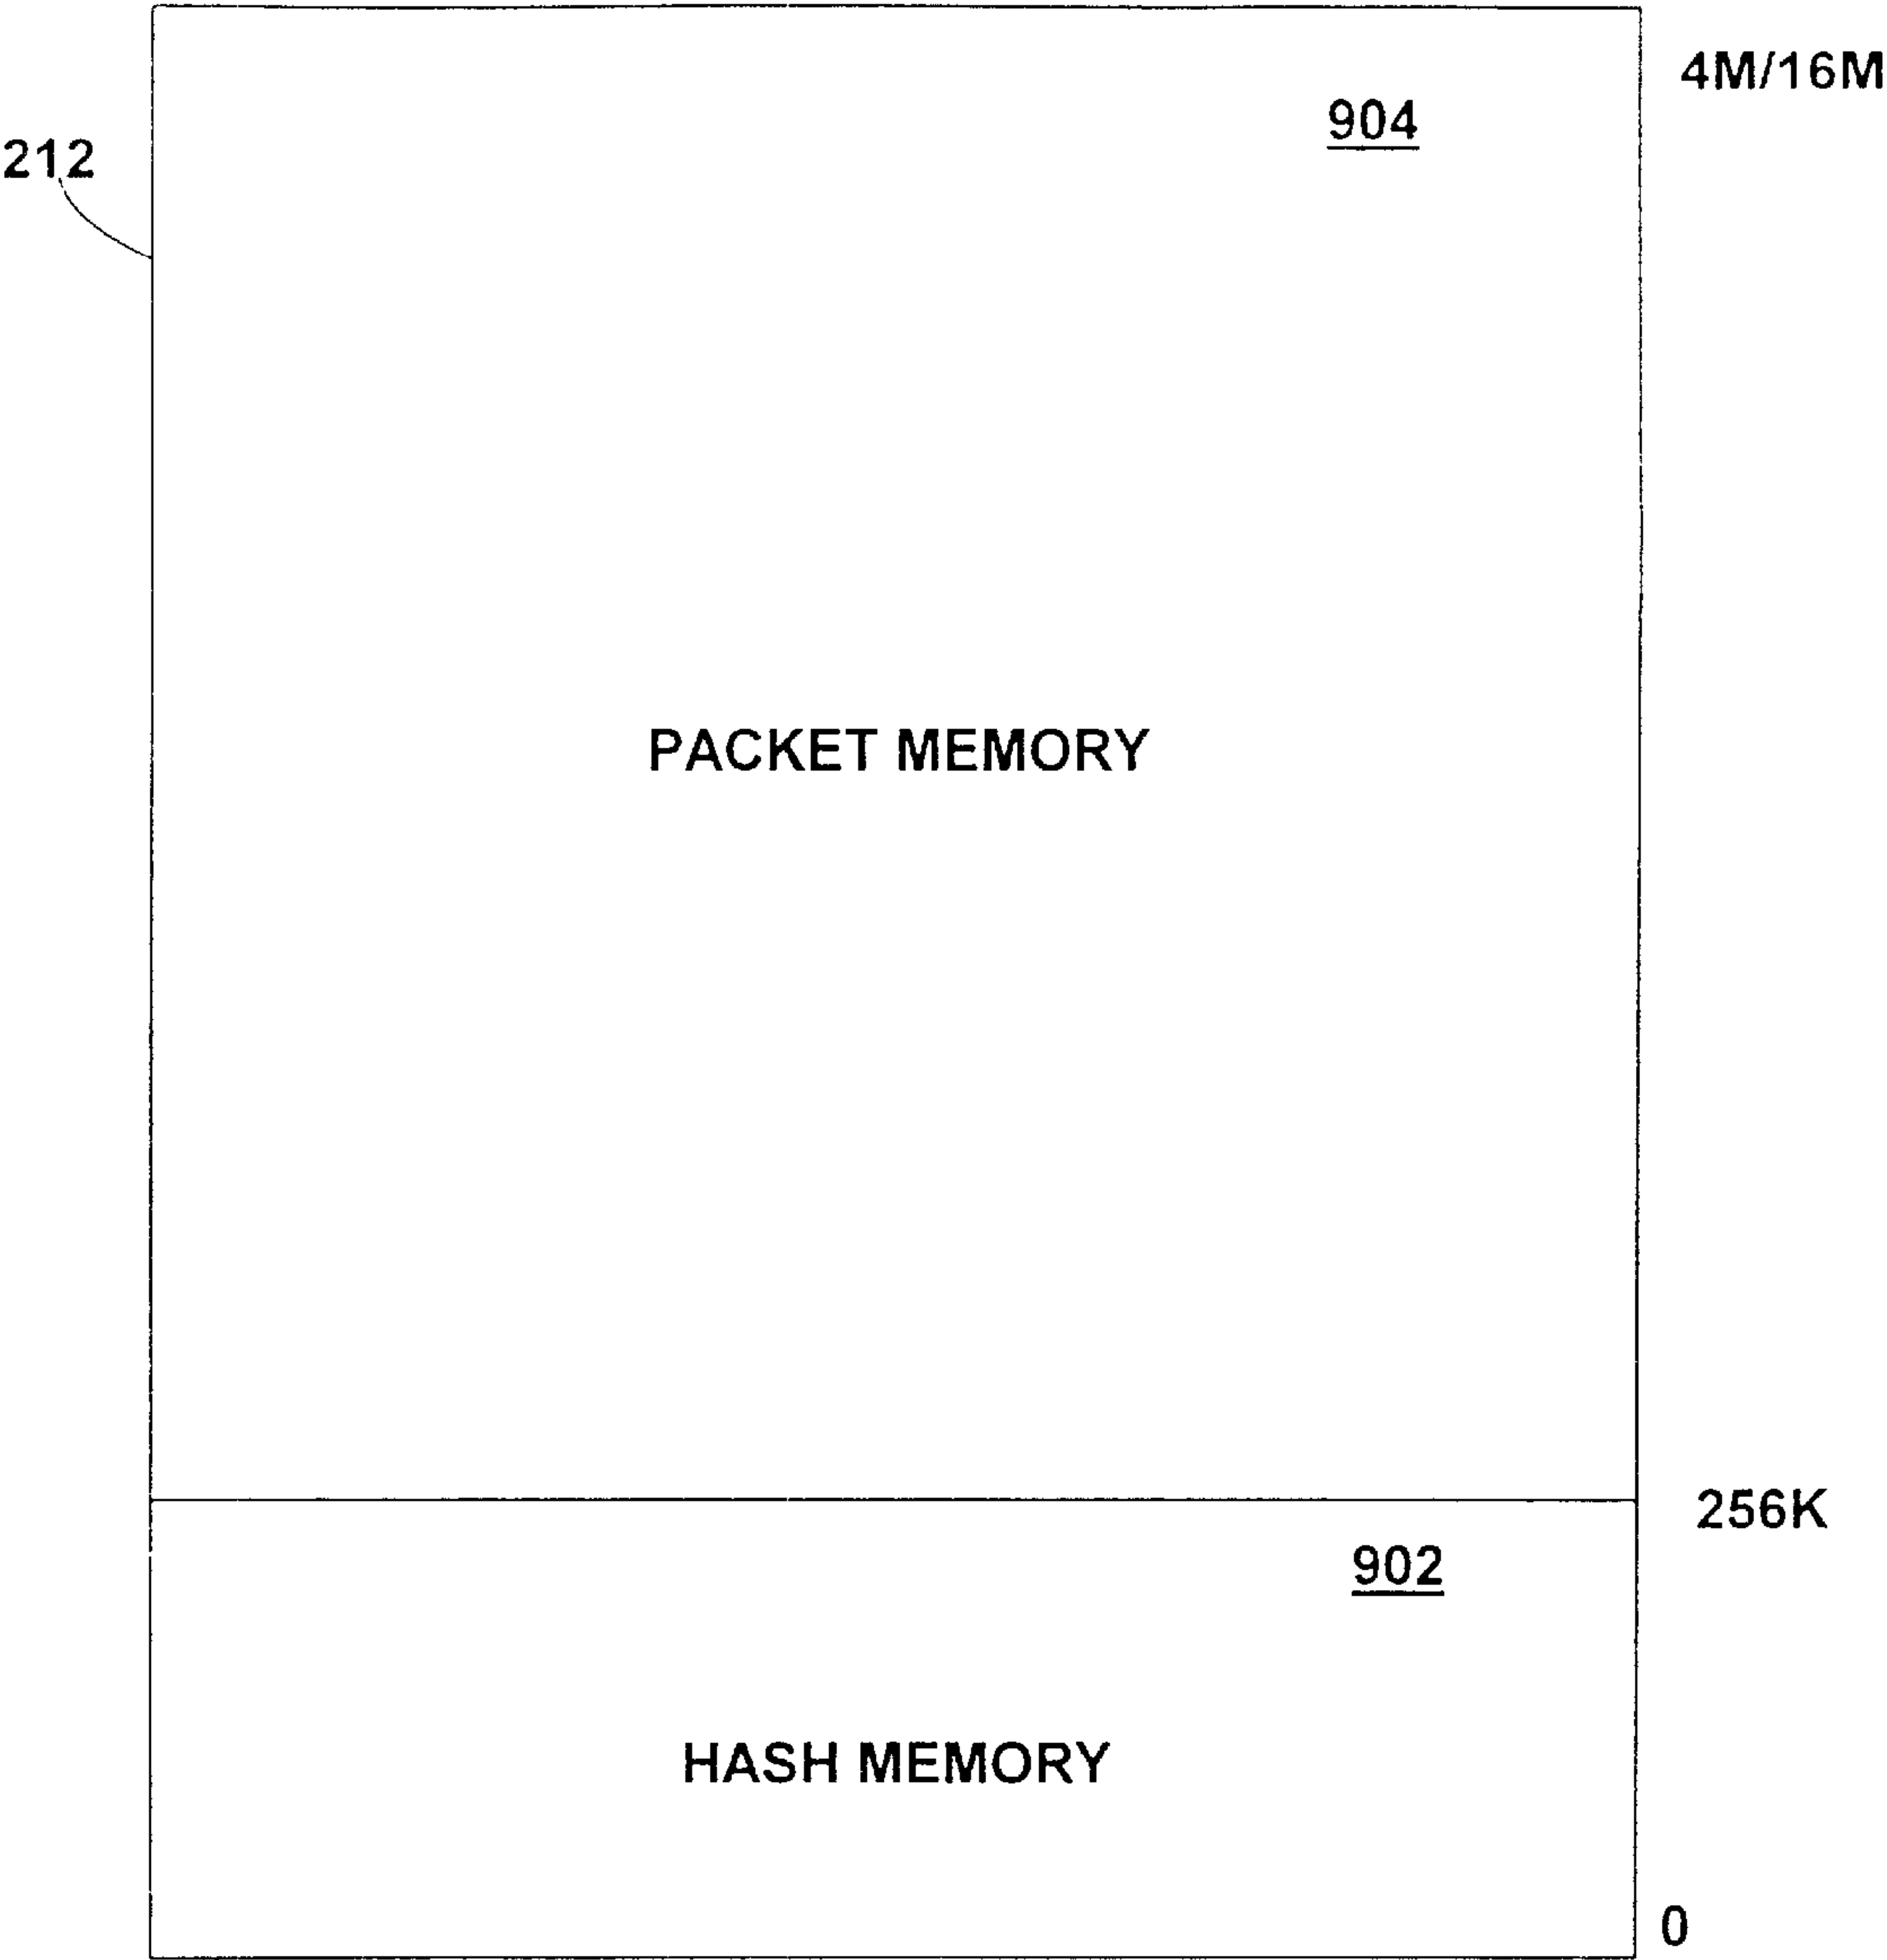 4M/16M
904
212
PACKET MEMORY
256K
902
HASH MEMORY
0